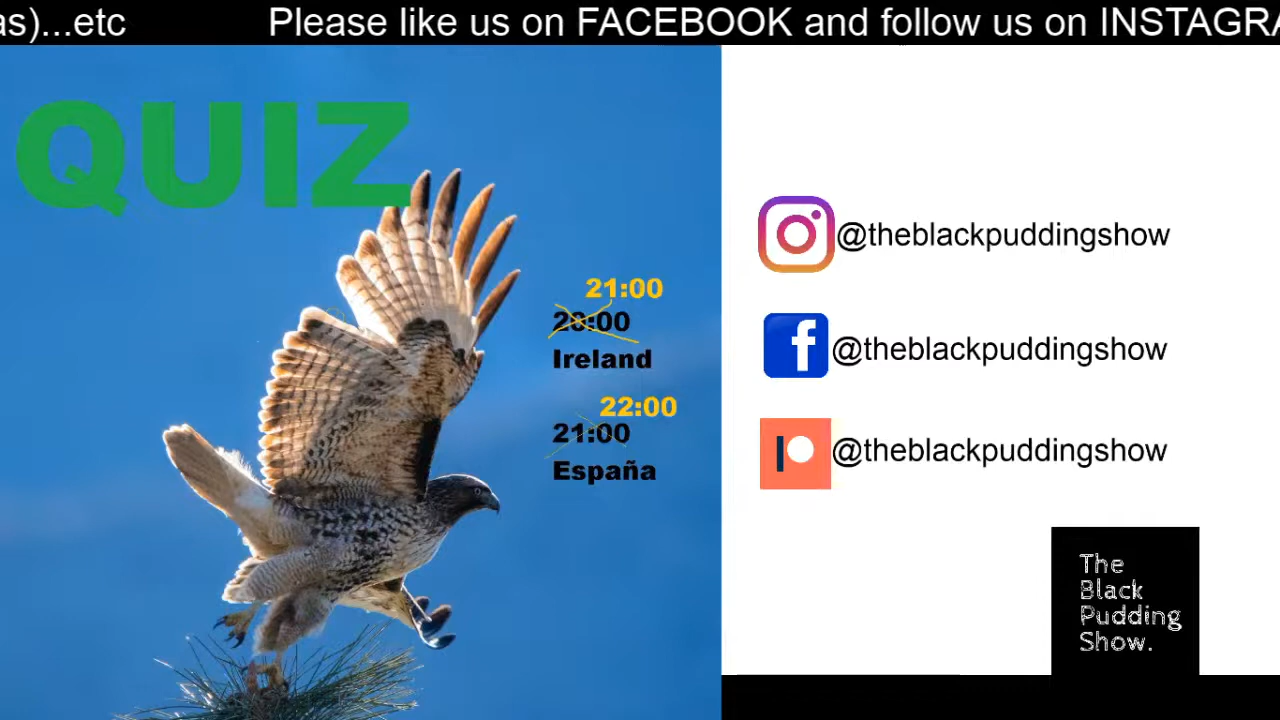 as)...etc Please like us on FACEBOOK and follow us on INSTAGRA
QUIZ
21:00
20:00
Ireland
22:00
21:00
España
@theblackpuddingshow
@theblackpuddingshow
@theblackpuddingshow
The
Black
Pudding
Show.